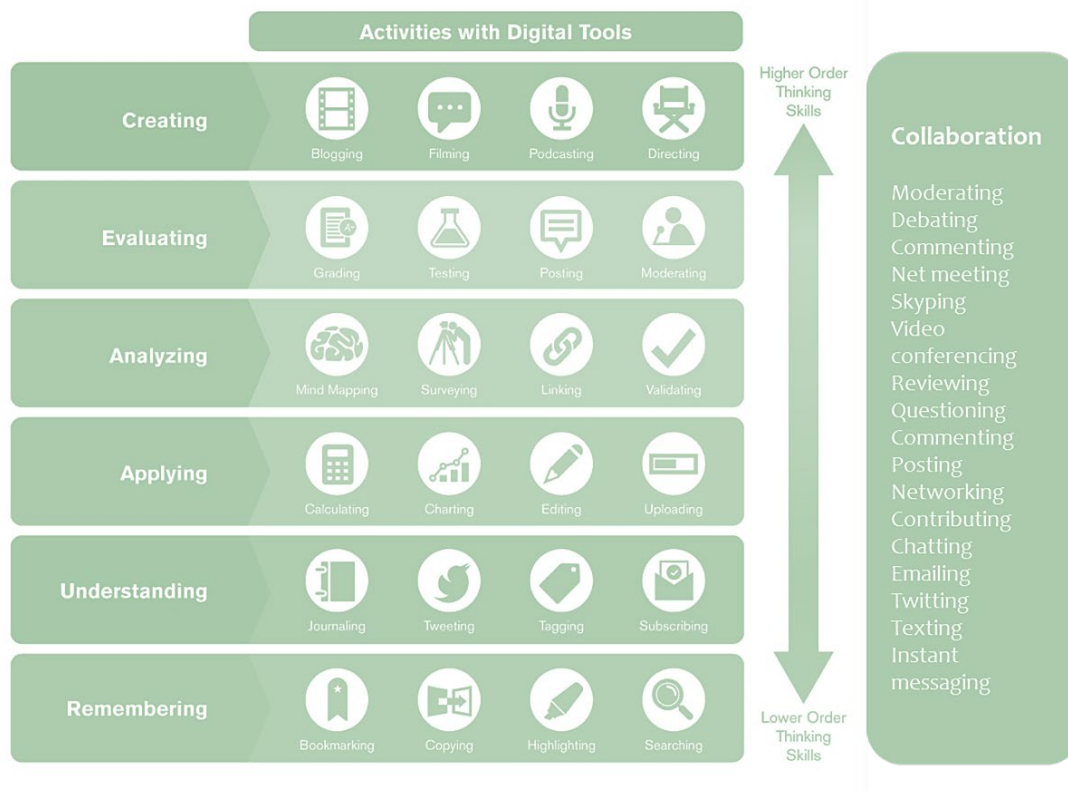 Activities with Digital Tools
Creating
Blogging
Filming
Podcasting
Directing
Evaluating
Grading
Testing
Posting
Moderating
Analyzing
Mind Mapping
Surveying
Linking
Validating
Applying
Calculating
Charting
Editing
Uploading
Understanding
Journaling
Tweeting
Tagging
Subscribing
Remembering
Bookmarking
Copying
Highlighting
Searching
Higher Order
Thinking
Skills
Lower Order
Thinking
Skills
Collaboration
Moderating
Debating
Commenting
Net meeting
Skyping
Video
conferencing
Reviewing
Questioning
Commenting
Posting
Networking
Contributing
Chatting
Emailing
Twitting
Texting
Instant
messaging